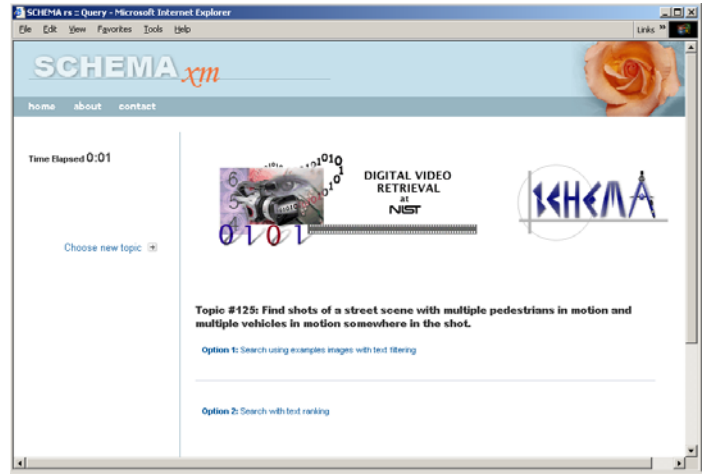 SCHEMA rs :: Query - Microsoft Internet Explorer
File Edit View Favorites Tools Help
Links »
SCHEMA xm
home about contact
Time Elapsed 0:01
Choose new topic
DIGITAL VIDEO
RETRIEVAL
at
NIST
0101
SCHEMA
Topic #125: Find shots of a street scene with multiple pedestrians in motion and
multiple vehicles in motion somewhere in the shot.
Option 1: Search using examples images with text filtering
Option 2: Search with text ranking